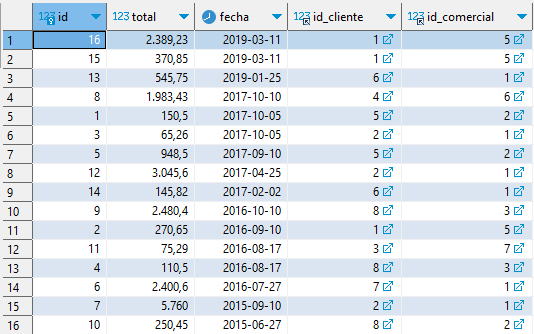 123 id 123 total fecha 123 id_cliente 123 id_comercial
1 16 2.389,23 2019-03-11 1 5
2 15 370,85 2019-03-11 1 5
3 13 545,75 2019-01-25 6 1
4 8 1.983,43 2017-10-10 4 6
5 1 150,5 2017-10-05 5 2
6 3 65,26 2017-10-05 2 1
7 5 948,5 2017-09-10 5 2
8 12 3.045,6 2017-04-25 2 1
9 14 145,82 2017-02-02 6 1
10 9 2.480,4 2016-10-10 8 3
11 2 270,65 2016-09-10 1 5
12 11 75,29 2016-08-17 3 7
13 4 110,5 2016-08-17 8 3
14 6 2.400,6 2016-07-27 7 1
15 7 5.760 2015-09-10 2 1
16 10 250,45 2015-06-27 8 2